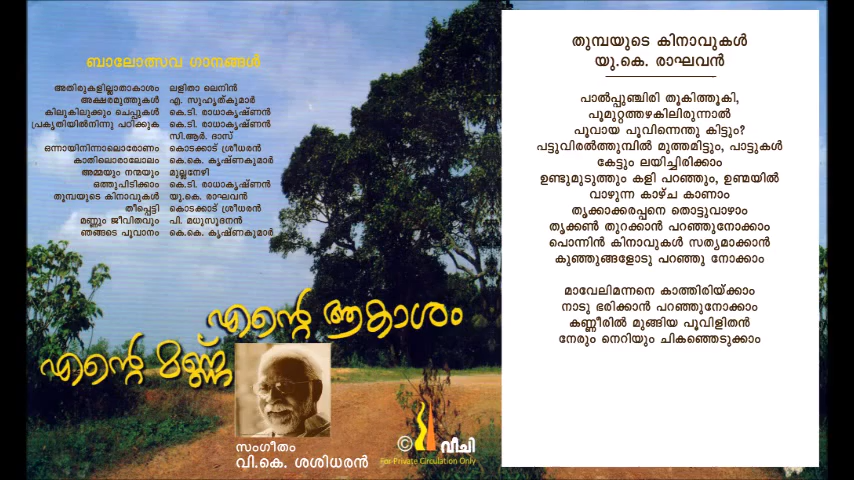 ബാലോത്സവ ഗാനങ്ങൾ
അതിരുകളില്ലാതാകാശം ലളിതാ ലെനിൻ
അക്ഷരമുത്തുകൾ എ. സുഹൃത്കുമാർ
കിലുകിലുക്കും ചെപ്പുകൾ കെ.ടി. രാധാകൃഷ്ണൻ
പ്രകൃതിയിൽനിന്നു പഠിക്കുക കെ.ടി. രാധാകൃഷ്ണൻ
സി.ആർ. ദാസ്
ഒന്നായിനിന്നാലൊരോണം കൊടക്കാട് ശ്രീധരൻ
കാതിലൊരാലോലം കെ.കെ. കൃഷ്ണകുമാർ
അമ്മയും നന്മയും മുല്ലനേഴി
ഒത്തുപിടിക്കാം കെ.ടി. രാധാകൃഷ്ണൻ
തുമ്പയുടെ കിനാവുകൾ യു.കെ. രാഘവൻ
തീപ്പെട്ടി കൊടക്കാട് ശ്രീധരൻ
മണ്ണും ജീവിതവും പി. മധുസൂദനൻ
ഞങ്ങടെ പൂവാനം കെ.കെ. കൃഷ്ണകുമാർ
എന്റെ ആകാശം
എന്റെ മണ്ണ്
സംഗീതം
വി.കെ. ശശിധരൻ
© വീചി
For Private Circulation Only
തുമ്പയുടെ കിനാവുകൾ
യു.കെ. രാഘവൻ
പാൽപ്പുഞ്ചിരി തൂകിത്തൂകി,
പൂമുറ്റത്തഴകിലിരുന്നാൽ
പൂവായ പൂവിന്നെന്തു കിട്ടും?
പട്ടുവിരൽത്തുമ്പിൽ മുത്തമിട്ടും, പാട്ടുകൾ
കേട്ടും ലയിച്ചിരിക്കാം
ഉണ്ടുമുടുത്തും കളി പറഞ്ഞും, ഉണ്മയിൽ
വാഴുന്ന കാഴ്ച കാണാം
തൃക്കാക്കരപ്പനെ തൊട്ടുവാഴാം
തൃക്കൺ തുറക്കാൻ പറഞ്ഞുനോക്കാം
പൊന്നിൻ കിനാവുകൾ സത്യമാക്കാൻ
കുഞ്ഞുങ്ങളോടു പറഞ്ഞു നോക്കാം
മാവേലിമന്നനെ കാത്തിരിയ്ക്കാം
നാടു ഭരിക്കാൻ പറഞ്ഞുനോക്കാം
കണ്ണീരിൽ മുങ്ങിയ പൂവിളിതൻ
നേരും നെറിയും ചികഞ്ഞെടുക്കാം